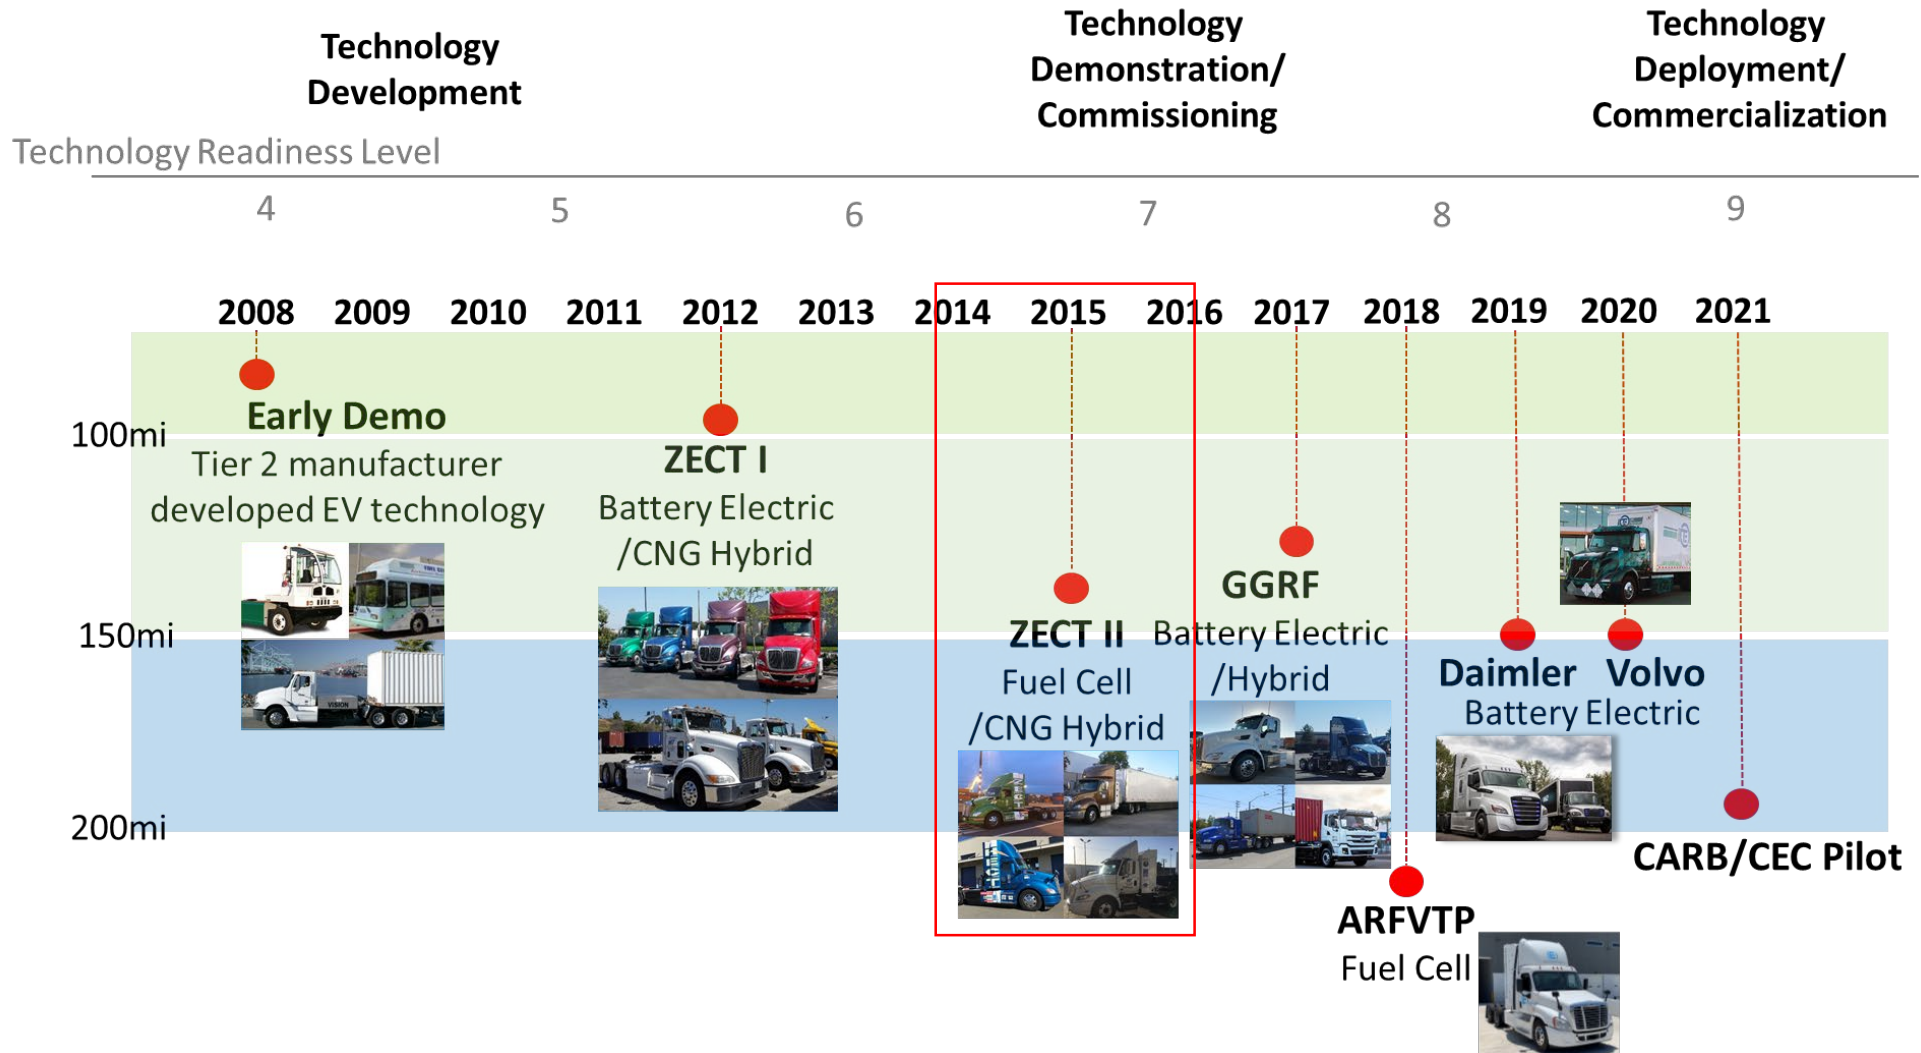 Technology
Development
Technology
Demonstration/
Commissioning
Technology
Deployment/
Commercialization
Technology Readiness Level
4
5
6
7
8
9
2008
2009
2010
2011
2012
2013
2014
2015
2016
2017
2018
2019
2020
2021
100mi
150mi
200mi
Early Demo
Tier 2 manufacturer
developed EV technology
VISION
ZECT I
Battery Electric
/CNG Hybrid
ZECT II
Fuel Cell
/CNG Hybrid
GGRF
Battery Electric
/Hybrid
ARFVTP
Fuel Cell
Daimler
Volvo
Battery Electric
CARB/CEC Pilot